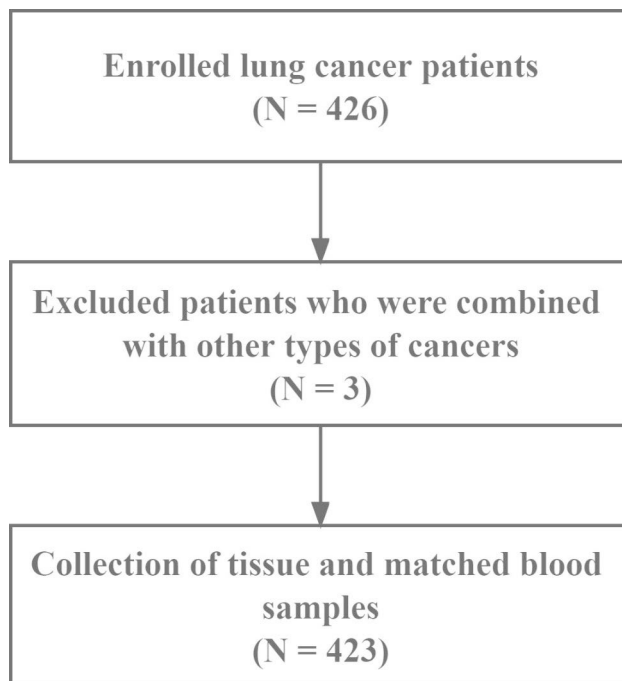 Enrolled lung cancer patients
(N = 426)
Excluded patients who were combined
with other types of cancers
(N = 3)
Collection of tissue and matched blood
samples
(N = 423)